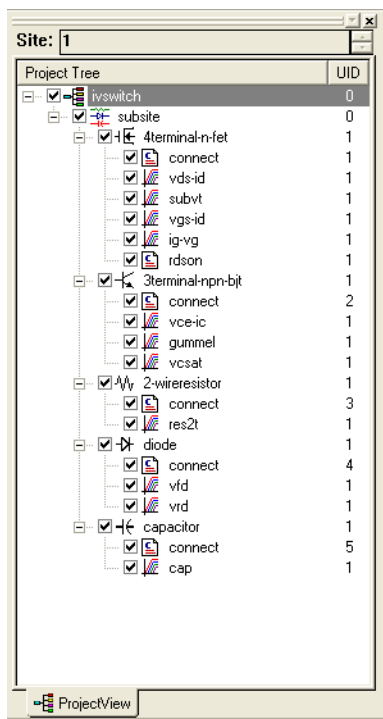 Site: 1
Project Tree UID
ivswitch 0
subsite 0
4terminal-n-fet 1
connect 1
vds-id 1
subvt 1
vgs-id 1
ig-vg 1
rdson 1
3terminal-npn-bjt 1
connect 2
vce-ic 1
gummel 1
vcsat 1
2-wireresistor 1
connect 3
res2t 1
diode 1
connect 4
vfd 1
vrd 1
capacitor 1
connect 5
cap 1
ProjectView